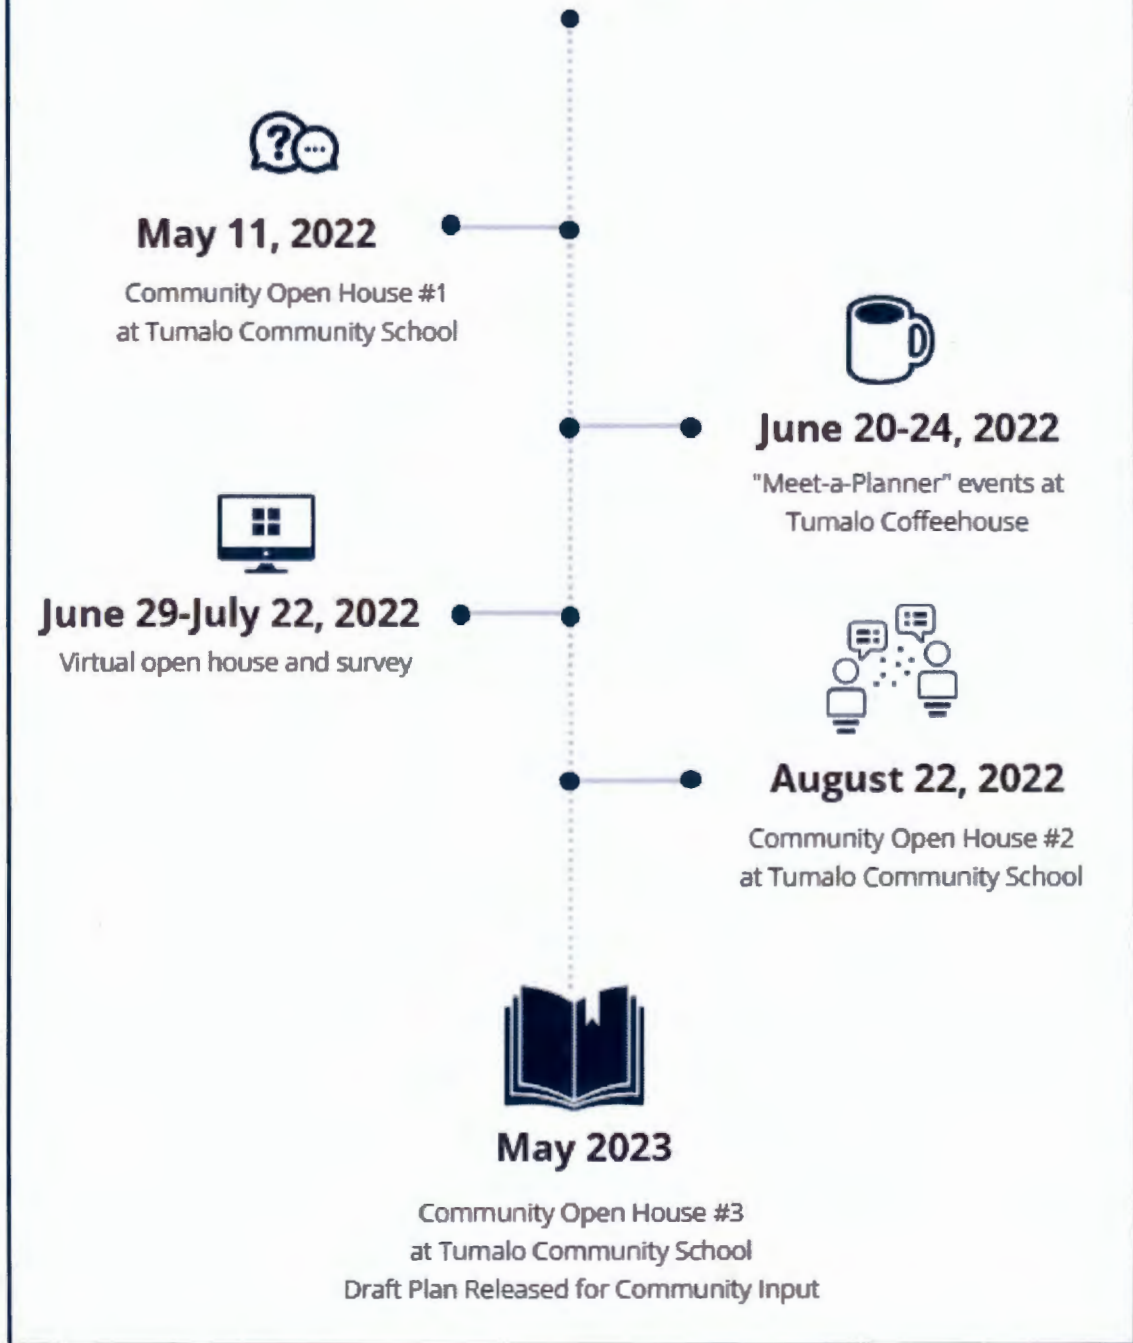 May 11, 2022
Community Open House #1
at Tumalo Community School
June 20-24, 2022
"Meet-a-Planner" events at
Tumalo Coffeehouse
June 29-July 22, 2022
Virtual open house and survey
August 22, 2022
Community Open House #2
at Tumalo Community School
May 2023
Community Open House #3
at Tumalo Community School
Draft Plan Released for Community Input